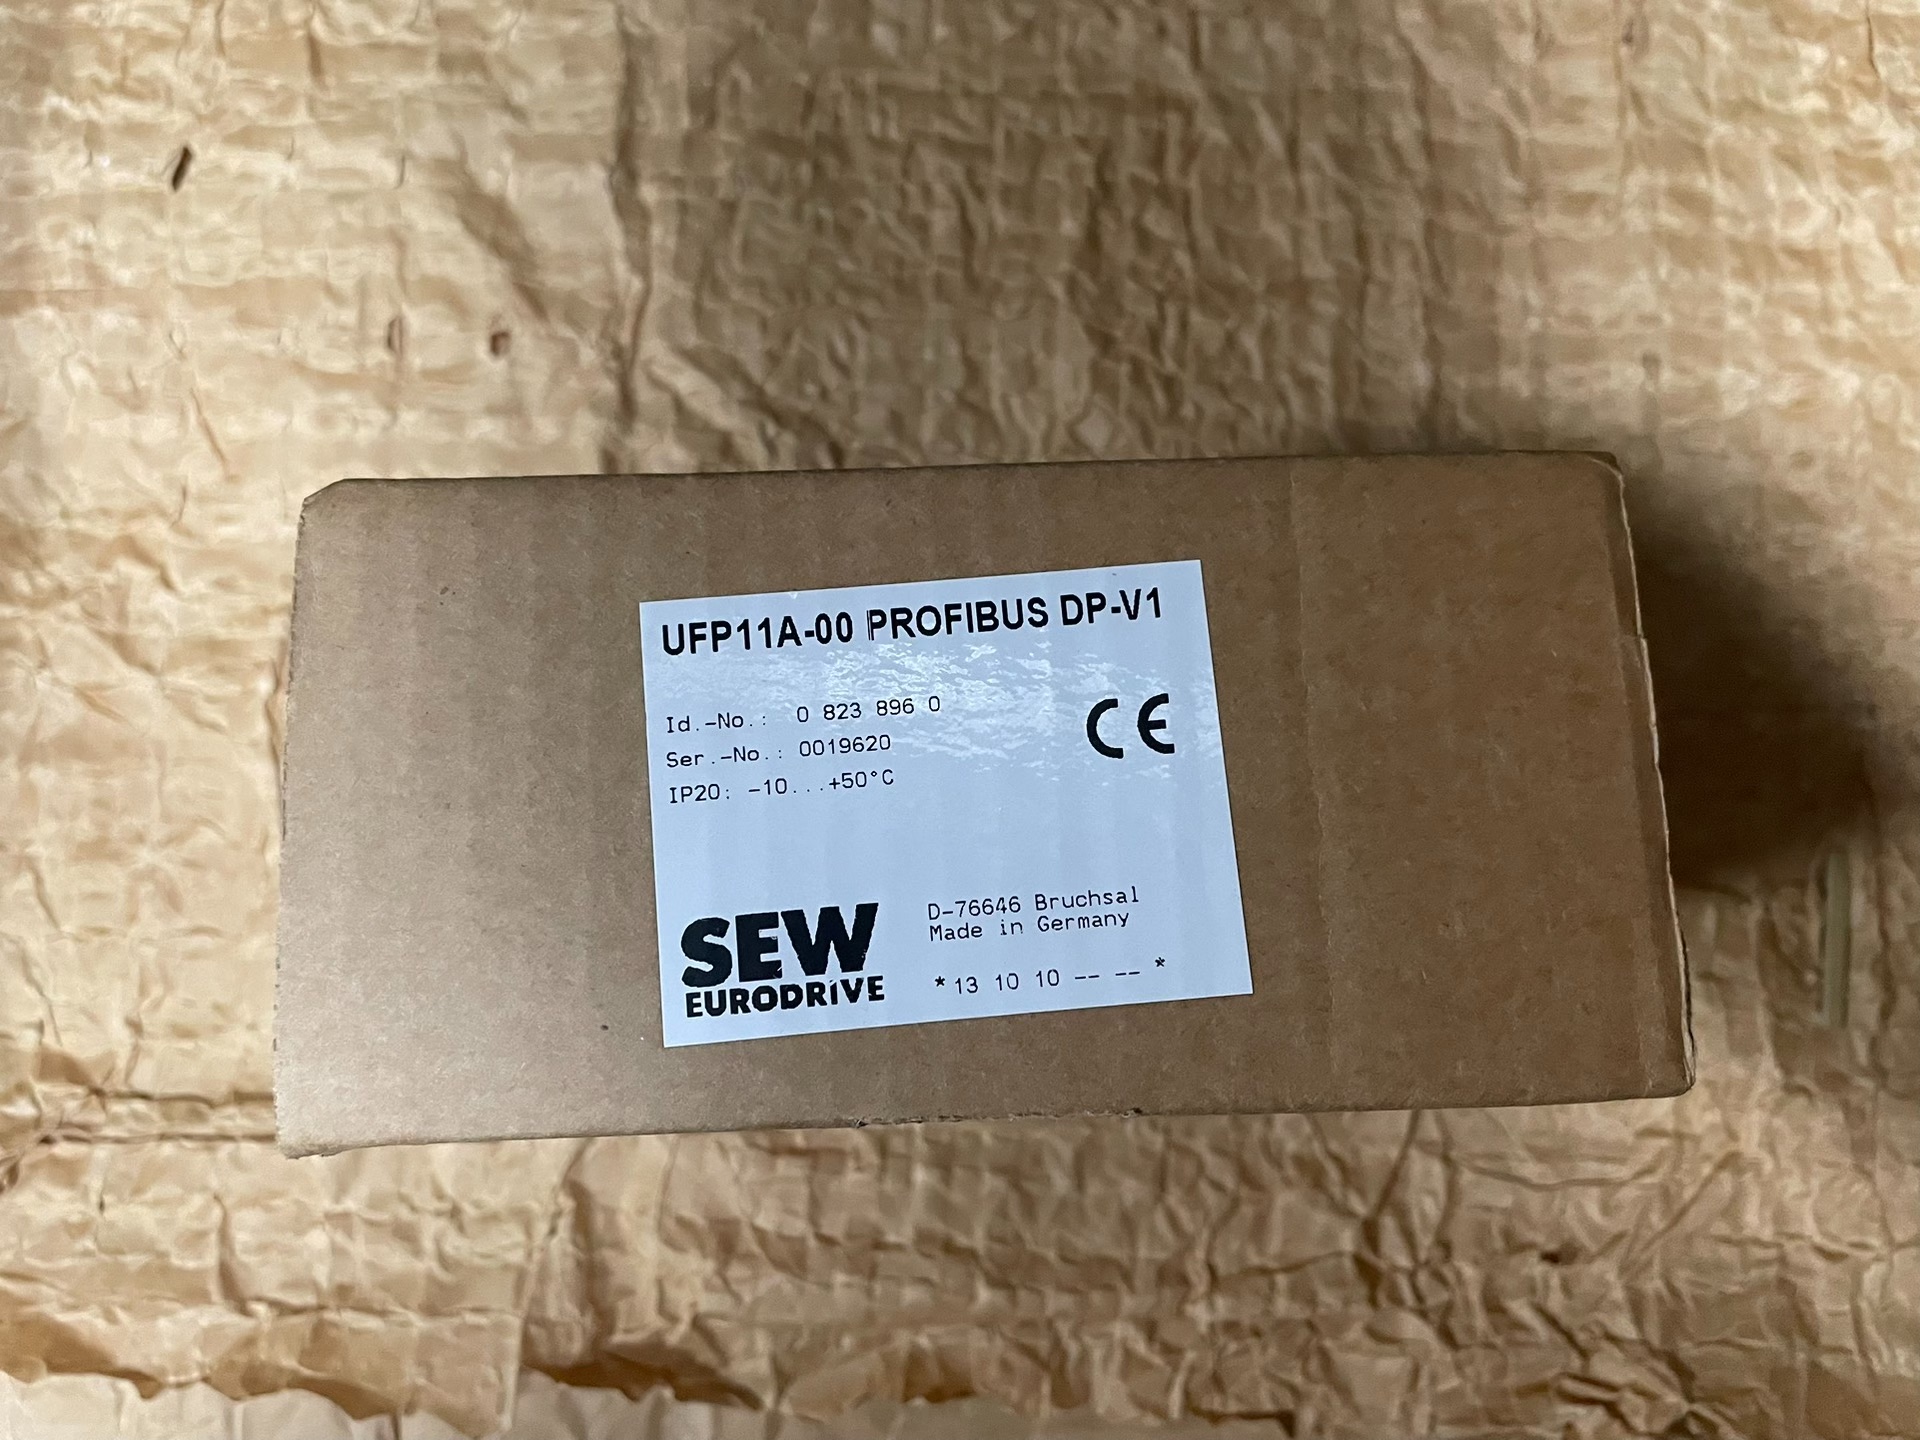 UFP11A-00 PROFIBUS DP-V1
Id.-No.: 0 823 896 0
Ser.-No.: 0019620
IP20: -10...+50°C
CE
SEW
EURODRIVE
D-76646 Bruchsal
Made in Germany
*13 10 10 -- -- *